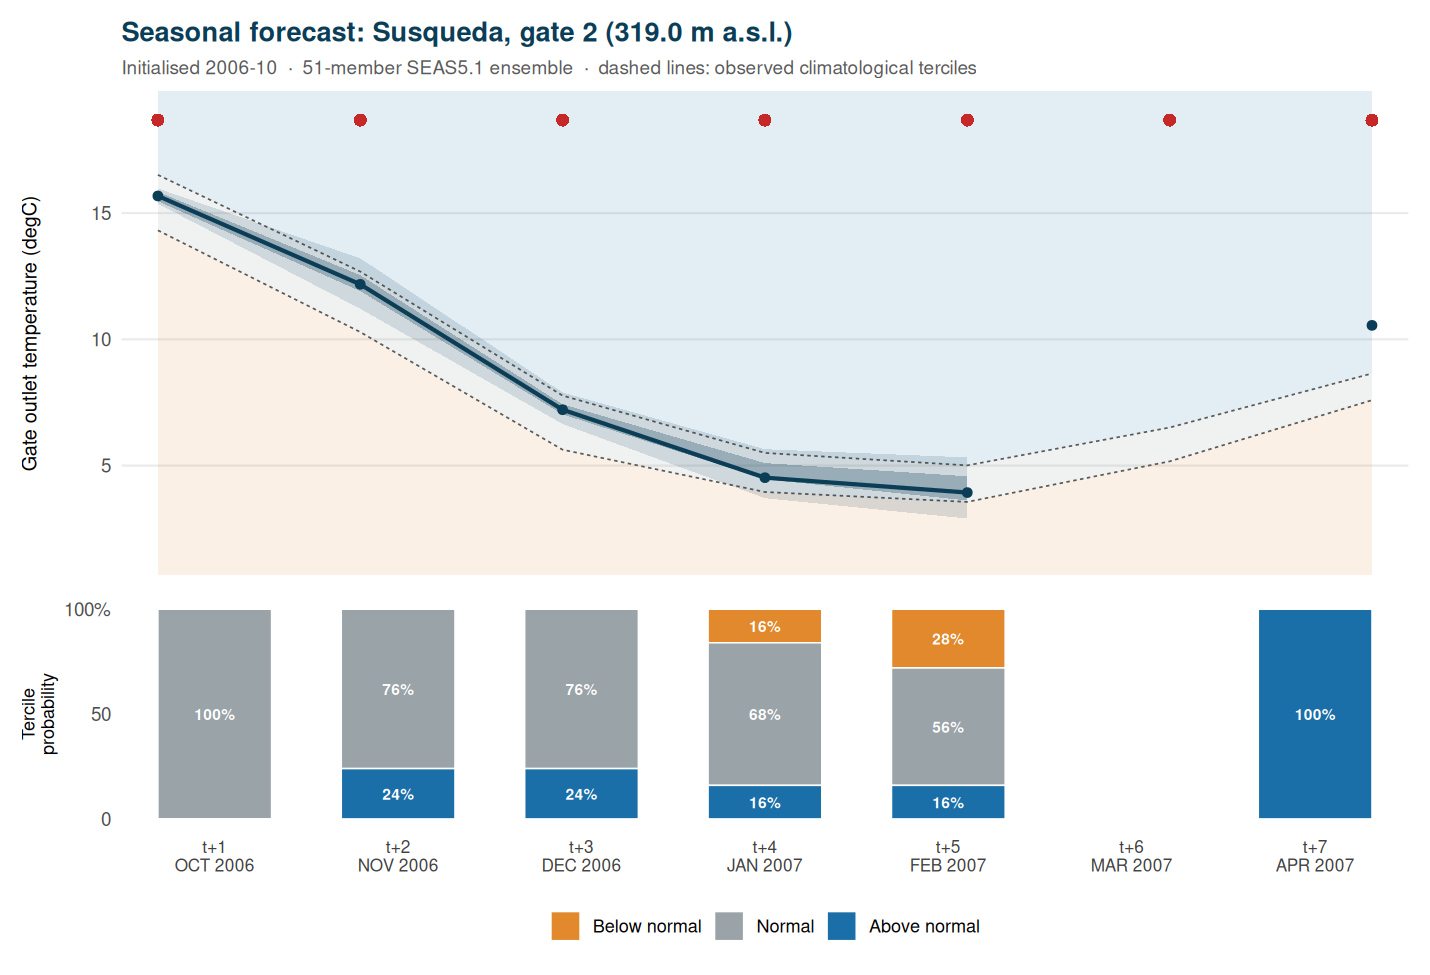 Seasonal forecast: Susqueda, gate 2 (319.0 m a.s.l.)
Initialised 2006-10 · 51-member SEAS5.1 ensemble · dashed lines: observed climatological terciles
Gate outlet temperature (degC)
15
10
5
Tercile
probability
100%
50
0
100%
76%
24%
76%
24%
16%
68%
16%
28%
56%
16%
100%
t+1
OCT 2006
t+2
NOV 2006
t+3
DEC 2006
t+4
JAN 2007
t+5
FEB 2007
t+6
MAR 2007
t+7
APR 2007
Below normal
Normal
Above normal